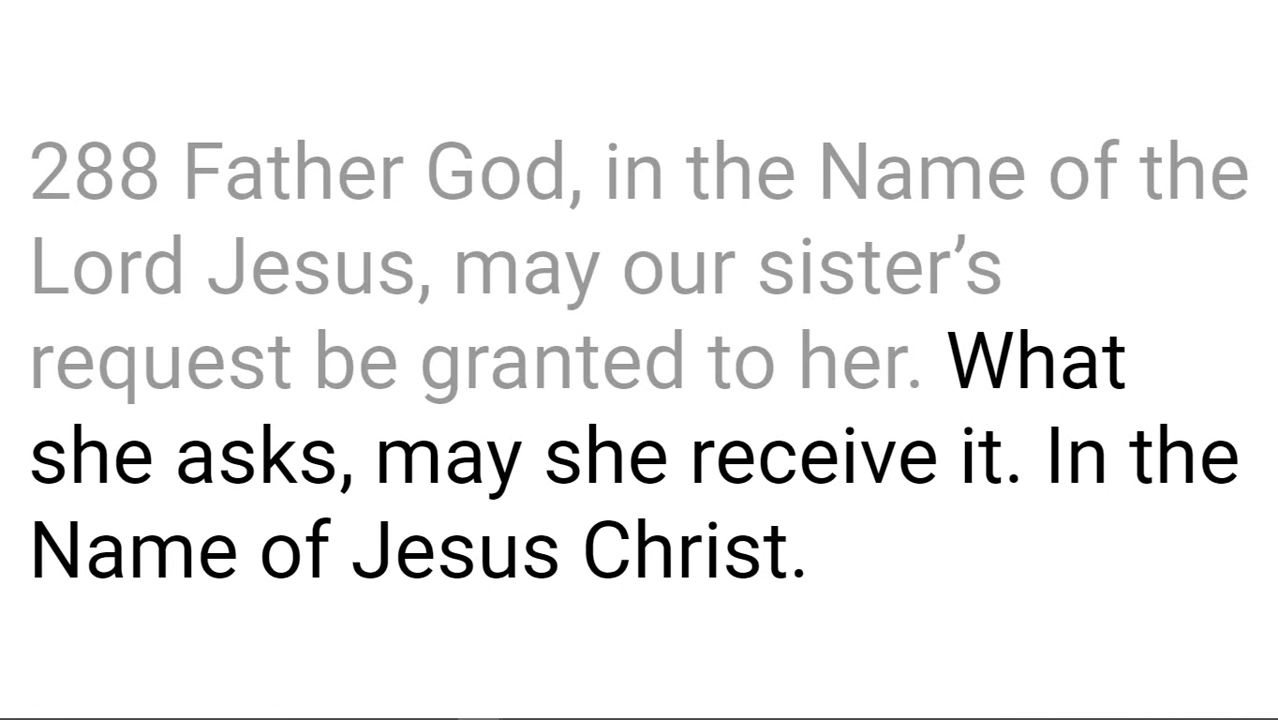 288 Father God, in the Name of the
Lord Jesus, may our sister’s
request be granted to her. What
she asks, may she receive it. In the
Name of Jesus Christ.